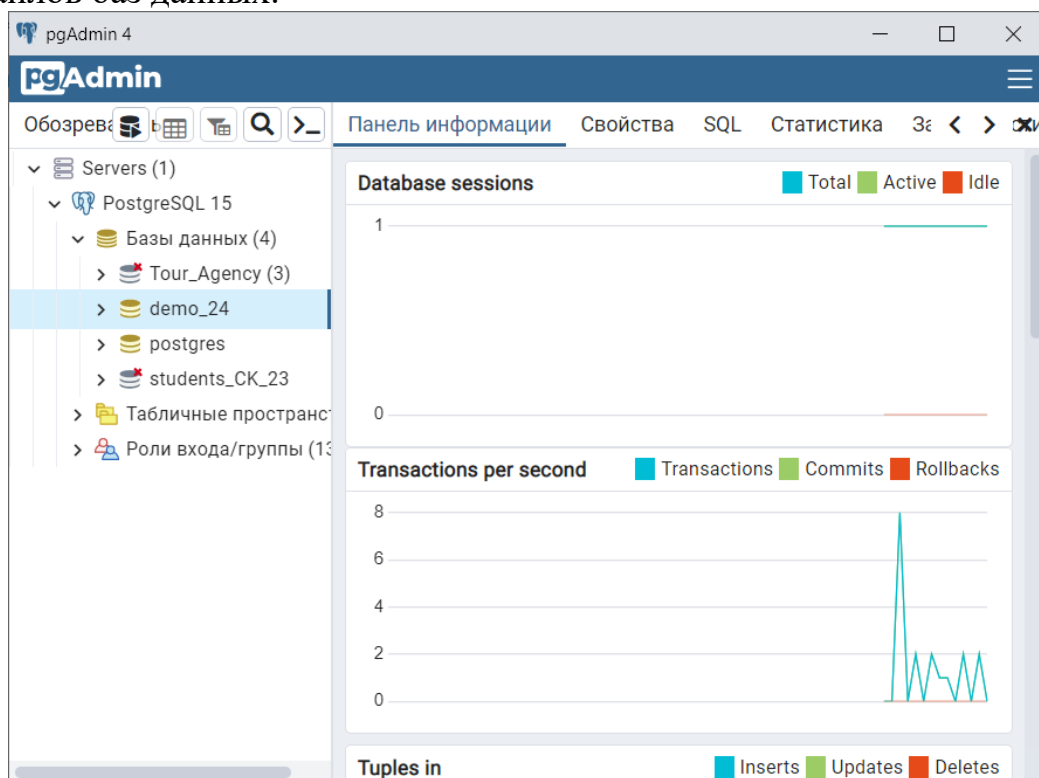 баз данных.
pgAdmin 4
pgAdmin
Панель информации
Свойства
SQL
Статистика
Servers (1)
PostgreSQL 15
Базы данных (4)
Tour_Agency (3)
demo_24
postgres
students_CK_23
Табличные
Роли входа/группы (13
Database sessions
Total
Active
Idle
1
0
Transactions per second
Transactions
Commits
Rollbacks
8
6
4
2
0
Tuples in
Inserts
Updates
Deletes